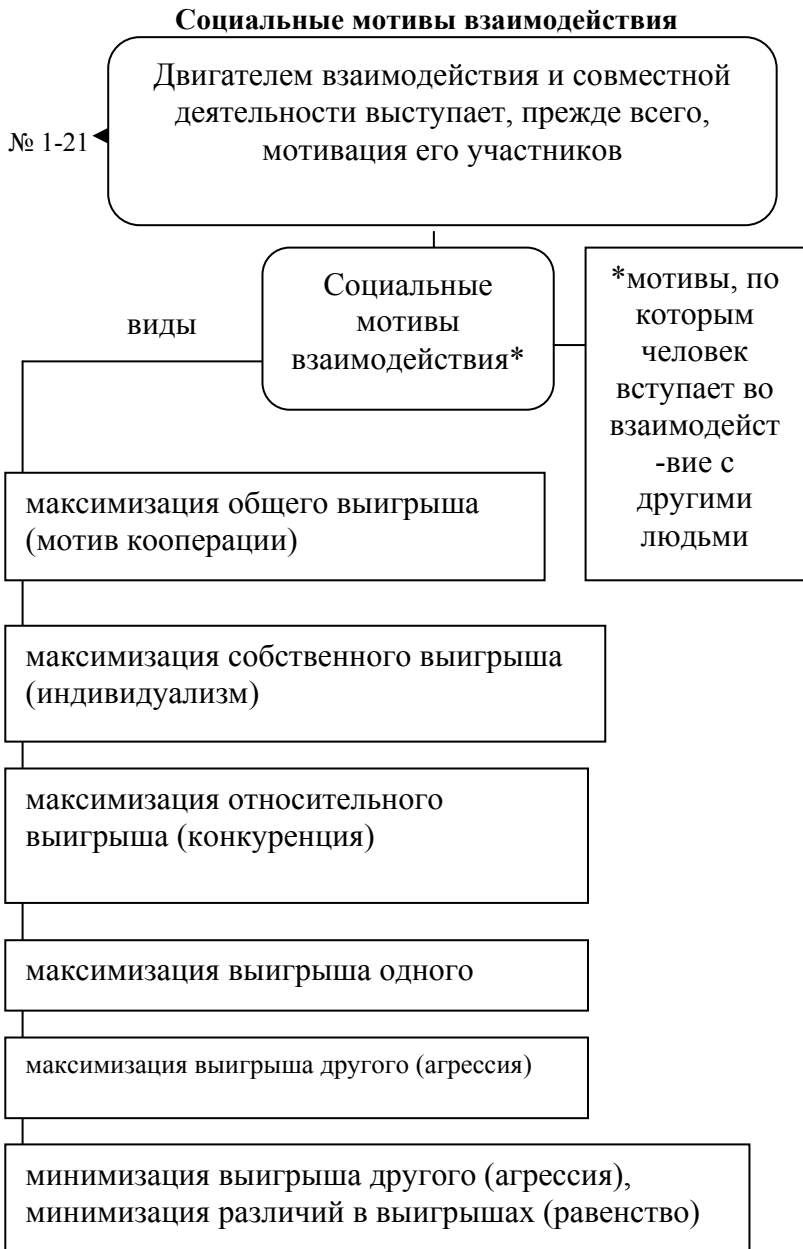 Социальные мотивы взаимодействия
Двигателем взаимодействия и совместной
деятельности выступает, прежде всего,
мотивация его участников
№ 1-21
Социальные
мотивы
взаимодействия*
*мотивы, по
которым
человек
вступает во
взаимодейст
-вие с
другими
людьми
виды
максимизация общего выигрыша
(мотив кооперации)
максимизация собственного выигрыша
(индивидуализм)
максимизация относительного
выигрыша (конкуренция)
максимизация выигрыша одного
максимизация выигрыша другого (агрессия)
минимизация выигрыша другого (агрессия),
минимизация различий в выигрышах (равенство)